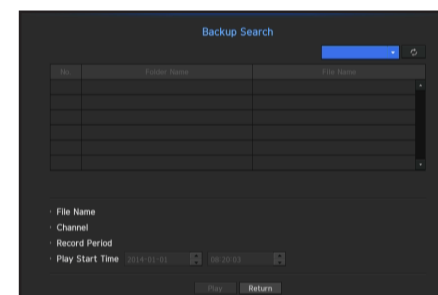 Backup Search
No. Folder Name File Name
File Name
Channel
Record Period
Play Start Time 2014-01-01 08:20:03
Play Return